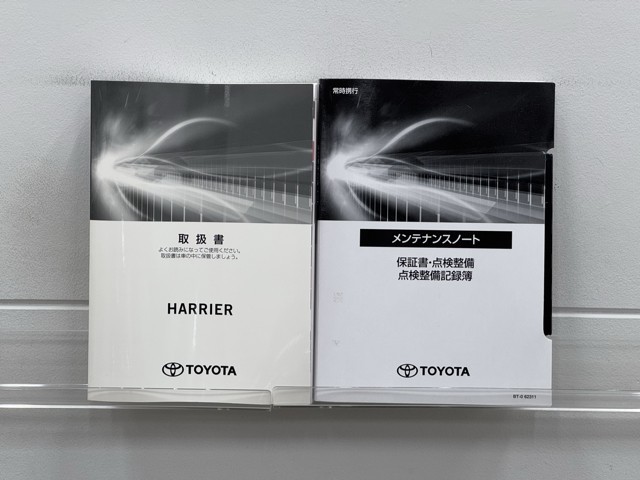 取扱書
よくお読みになってご使用ください。
取扱書は車の中に保管しましょう。
HARRIER
TOYOTA
常時携行
メンテナンスノート
保証書・点検整備
点検整備記録簿
TOYOTA